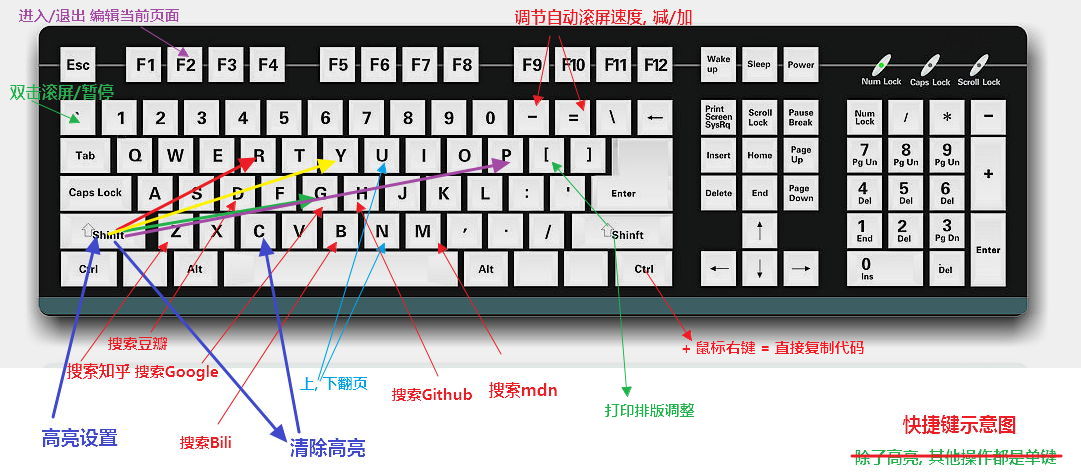 进入/退出 编辑当前页面
调节自动滚屏速度, 减/加
Esc F1 F2 F3 F4 F5 F6 F7 F8 F9 F10 F11 F12 Wake up Sleep Power
Num Lock Caps Lock Scroll Lock
双击滚屏/暂停
1 2 3 4 5 6 7 8 9 0 - = \ ← Print Screen SysRq Scroll Lock Pause Break Num Lock / * -
Tab Q W E R T Y U I O P [ ] Insert Home Page Up 7 Pg Un 8 Pg Un 9 Pg Un +
Caps Lock A S D F G H J K L : ' Enter Delete End Page Down 4 Del 5 Del 6 Del
Shinft Z X C V B N M , . / Shinft ↑ 1 End 2 Del 3 Pg Dn Enter
Ctrl Alt Alt Ctrl ← ↓ → 0 Ins . Del
搜索豆瓣
+ 鼠标右键 = 直接复制代码
搜索知乎 搜索Google
上, 下翻页
搜索Github
搜索mdn
打印排版调整
高亮设置
搜索Bili
清除高亮
快捷键示意图
除了高亮, 其他操作都是单键